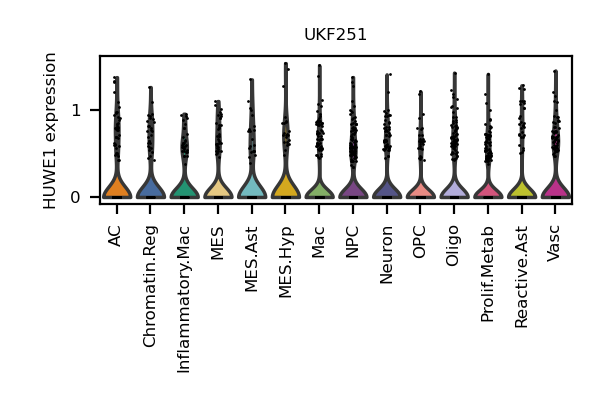 UKF251
HUWE1 expression
1
0
AC
Chromatin.Reg
Inflammatory.Mac
MES
MES.Ast
MES.Hyp
Mac
NPC
Neuron
OPC
Oligo
Prolif.Metab
Reactive.Ast
Vasc